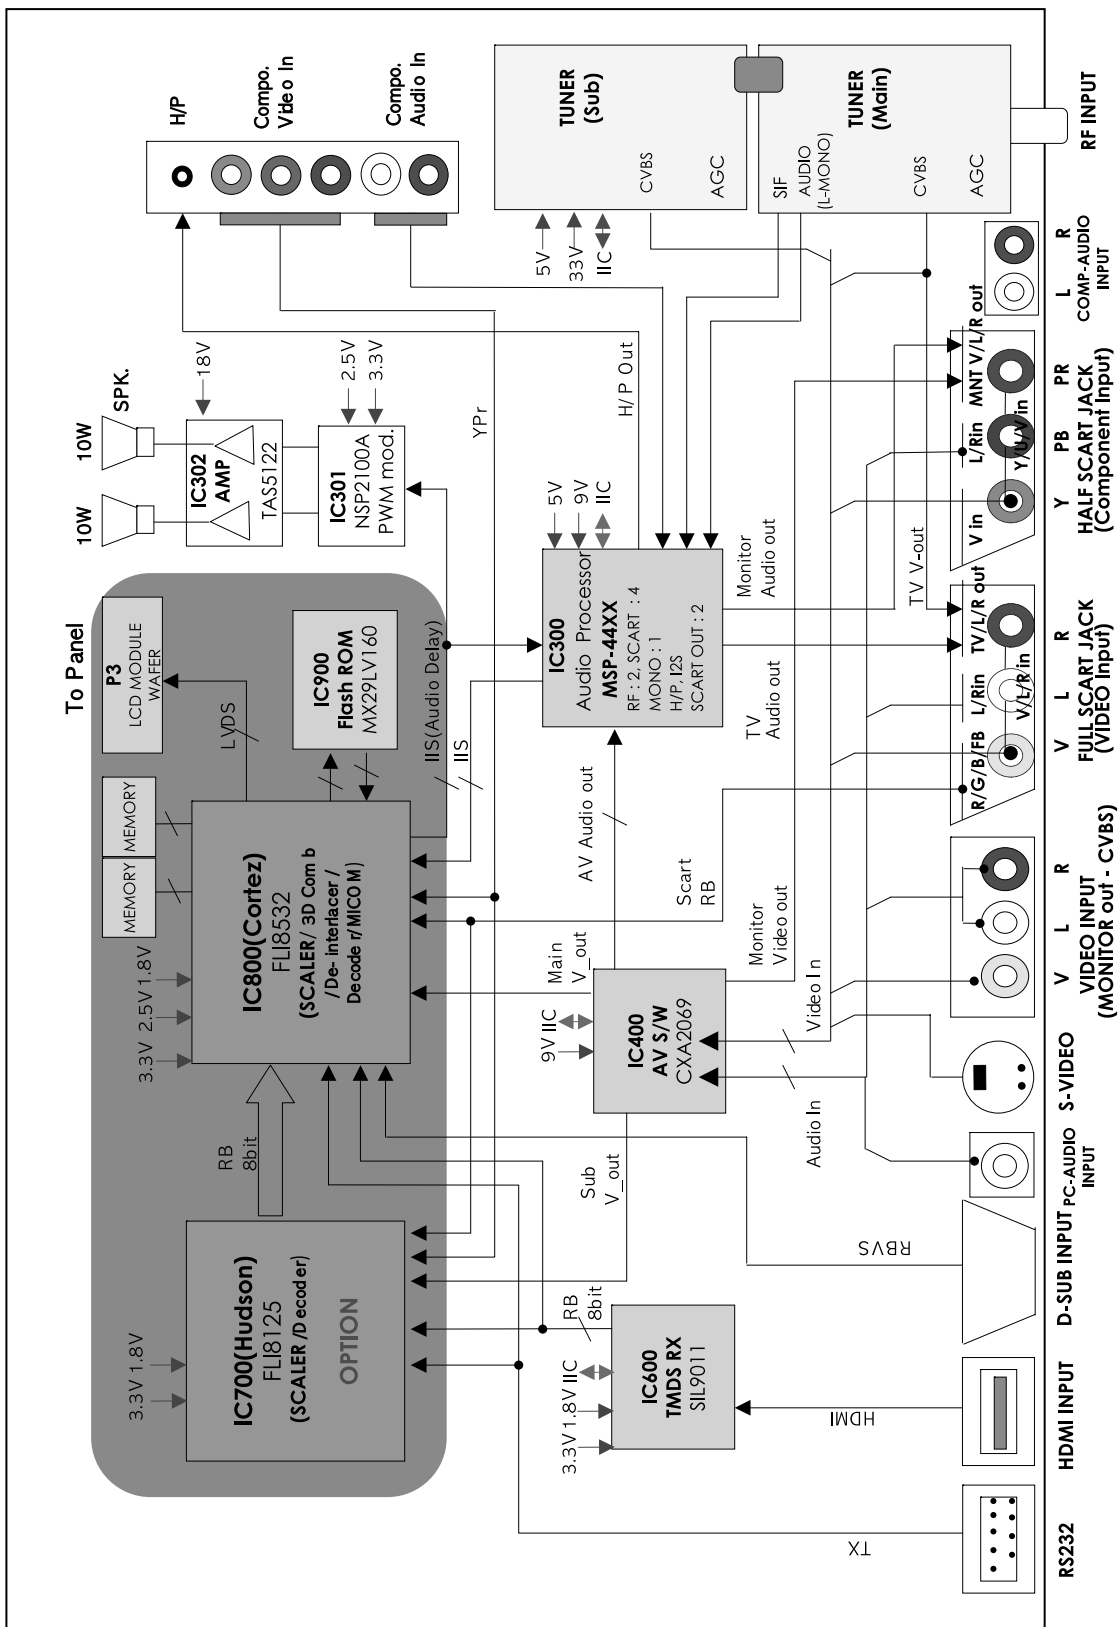 To Panel
P3
LCD MODULE
WAFER
LVDS
MEMORY
MEMORY
IC900
Flash ROM
MX29LV160
3.3V 2.5V1.8V
IC800(Cortez)
FLI8532
(SCALER/ 3D Com b
/De- interlacer /
Decode r/MICO M)
RB
8bit
3.3V 1.8V
IC700(Hudson)
FLI8125
(SCALER /D ecoder)
OPTION
IIS(Audio Delay)
IIS
10W
10W
SPK.
18V
IC302
AMP
TAS5122
2.5V
3.3V
IC301
NSP2100A
PWM mod.
H/P
Compo.
Video In
Compo.
Audio In
YPr
H/P Out
TUNER
(Sub)
CVBS
AGC
5V
33V
IIC
TUNER
(Main)
SIF
AUDIO
(L-MONO)
CVBS
AGC
RF INPUT
5V
9V
IIC
IC300
Audio Processor
MSP-44XX
RF : 2, SCART : 4
MONO : 1
H/P, I2S
SCART OUT : 2
Monitor
Audio out
TV
Audio out
TV V-out
AV Audio out
Scart
RB
Monitor
Video out
Main
V_out
9V IIC
IC400
AV S/W
CXA2069
Sub
V_out
Video In
Audio In
RB
8bit
3.3V1.8V IIC
IC600
TMDS RX
SIL9011
HDMI
RBVS
TX
L R
COMP-AUDIO
INPUT
MNT V/L/R out
L/Rin
V in
Y/U/V in
Y PB PR
HALF SCART JACK
(Component Input)
TV/L/R out
L/Rin
R/G/B/FB
V/L/R in
V L R
FULL SCART JACK
(VIDEO Input)
V L R
VIDEO INPUT
(MONITOR out - CVBS)
S-VIDEO
PC-AUDIO
INPUT
D-SUB INPUT
HDMI INPUT
RS232